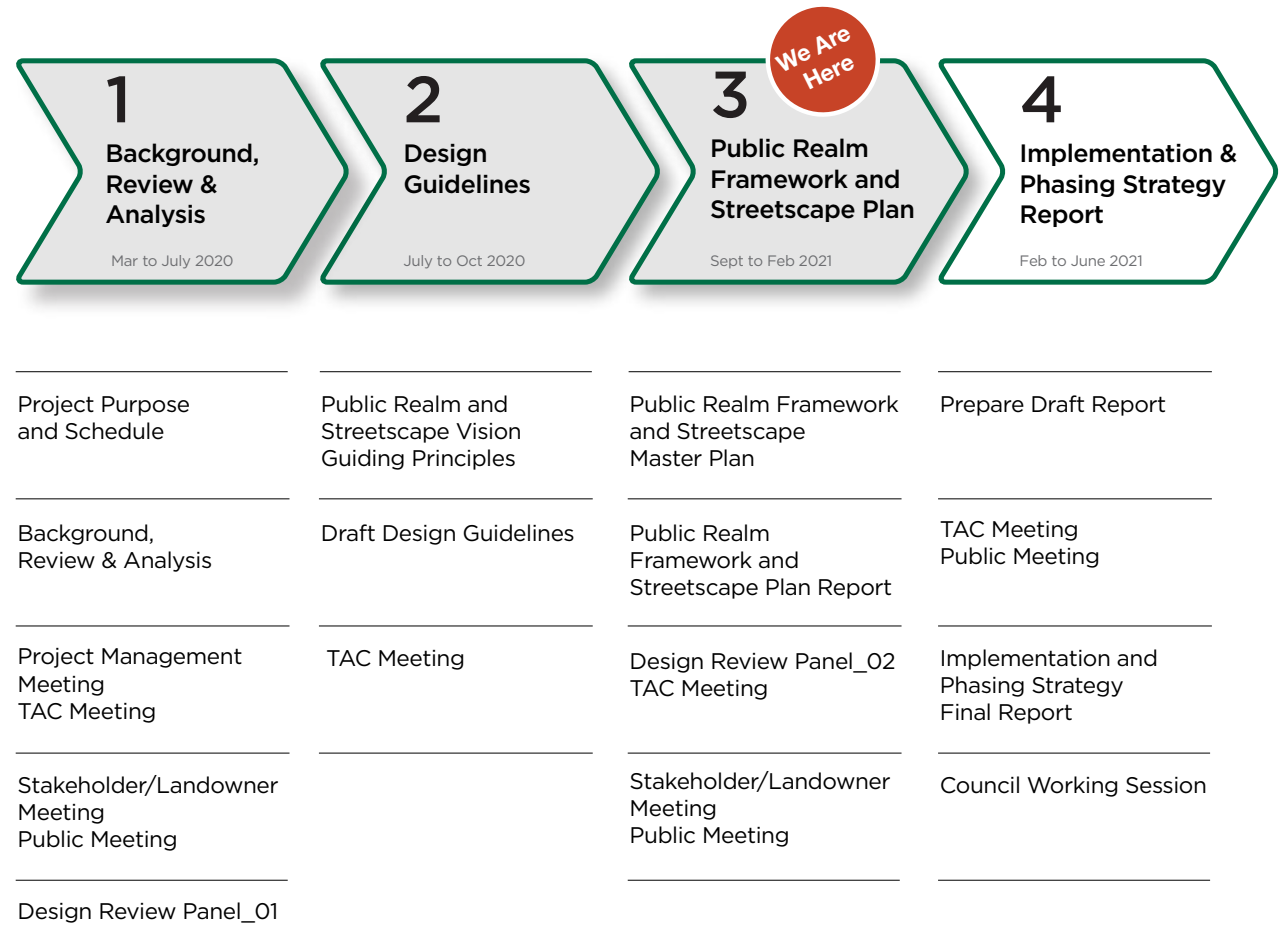 We Are
Here
1
Background,
Review &
Analysis
Mar to July 2020
2
Design
Guidelines
July to Oct 2020
3
Public Realm
Framework and
Streetscape Plan
Sept to Feb 2021
4
Implementation &
Phasing Strategy
Report
Feb to June 2021
Project Purpose
and Schedule
Background,
Review & Analysis
Project Management
Meeting
TAC Meeting
Stakeholder/Landowner
Meeting
Public Meeting
Design Review Panel_01
Public Realm and
Streetscape Vision
Guiding Principles
Draft Design Guidelines
TAC Meeting
Public Realm Framework
and Streetscape
Master Plan
Public Realm
Framework and
Streetscape Plan Report
Design Review Panel_02
TAC Meeting
Stakeholder/Landowner
Meeting
Public Meeting
Prepare Draft Report
TAC Meeting
Public Meeting
Implementation and
Phasing Strategy
Final Report
Council Working Session